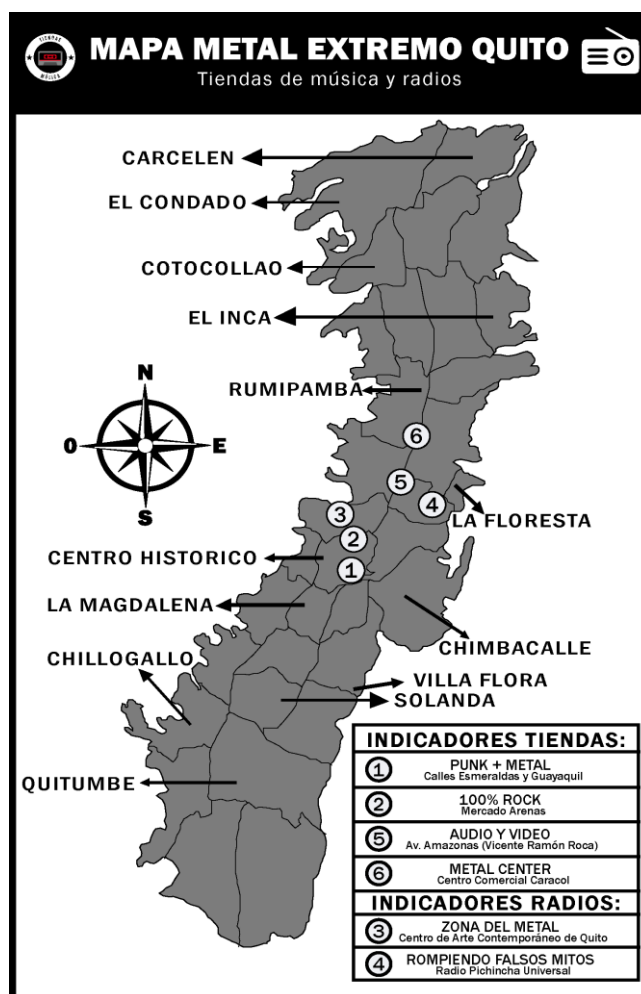 TIEMPOS
MÚSICA
MAPA METAL EXTREMO QUITO
Tiendas de música y radios
CARCELEN
EL CONDADO
COTOCOLLAO
EL INCA
RUMIPAMBA
N
O
E
S
6
5
4
3
2
1
LA FLORESTA
CENTRO HISTORICO
LA MAGDALENA
CHIMBACALLE
CHILLOGALLO
VILLA FLORA
SOLANDA
QUITUMBE
INDICADORES TIENDAS:
1 PUNK + METAL
Calles Esmeraldas y Guayaquil
2 100% ROCK
Mercado Arenas
5 AUDIO Y VIDEO
Av. Amazonas (Vicente Ramón Roca)
6 METAL CENTER
Centro Comercial Caracol
INDICADORES RADIOS:
3 ZONA DEL METAL
Centro de Arte Contemporáneo de Quito
4 ROMPIENDO FALSOS MITOS
Radio Pichincha Universal